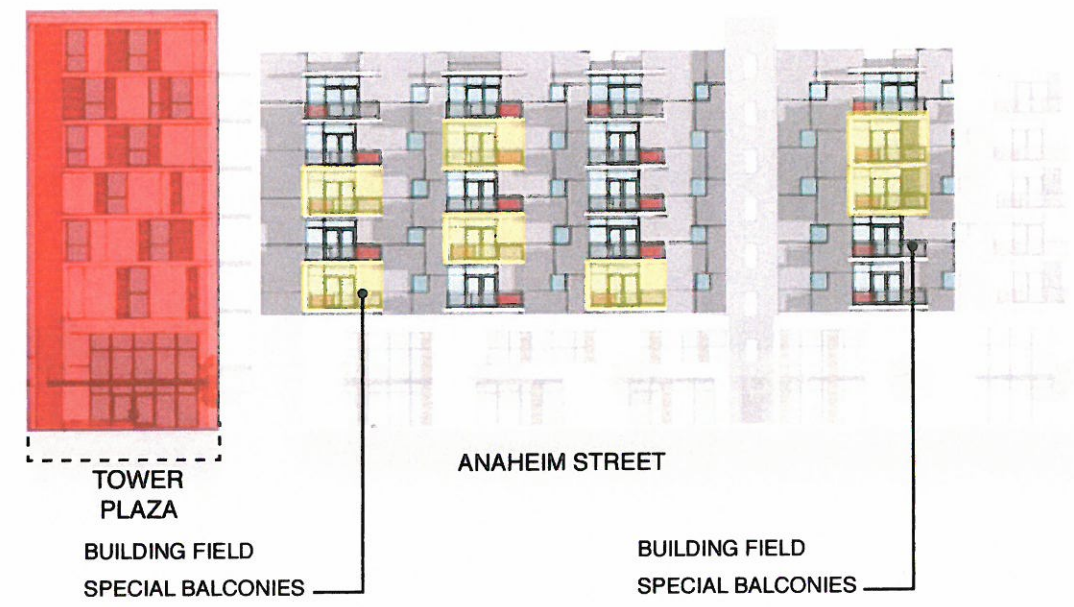 ANAHEIM STREET
TOWER
PLAZA
BUILDING FIELD
SPECIAL BALCONIES
BUILDING FIELD
SPECIAL BALCONIES